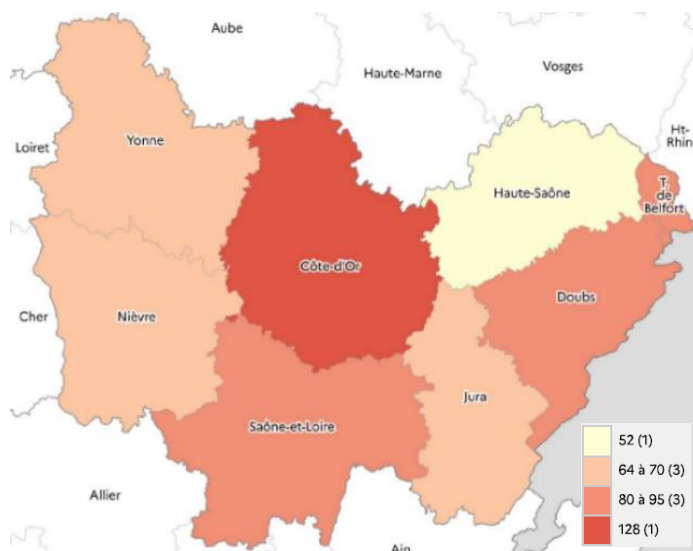 Aube
Vosges
Haute-Marne
Ht-
Rhin
Yonne
Loiret
Haute-Saône
T.
de
Belfort
Côte-d'Or
Doubs
Cher
Nièvre
Jura
Saône-et-Loire
Allier
Ain
52 (1)
64 à 70 (3)
80 à 95 (3)
128 (1)